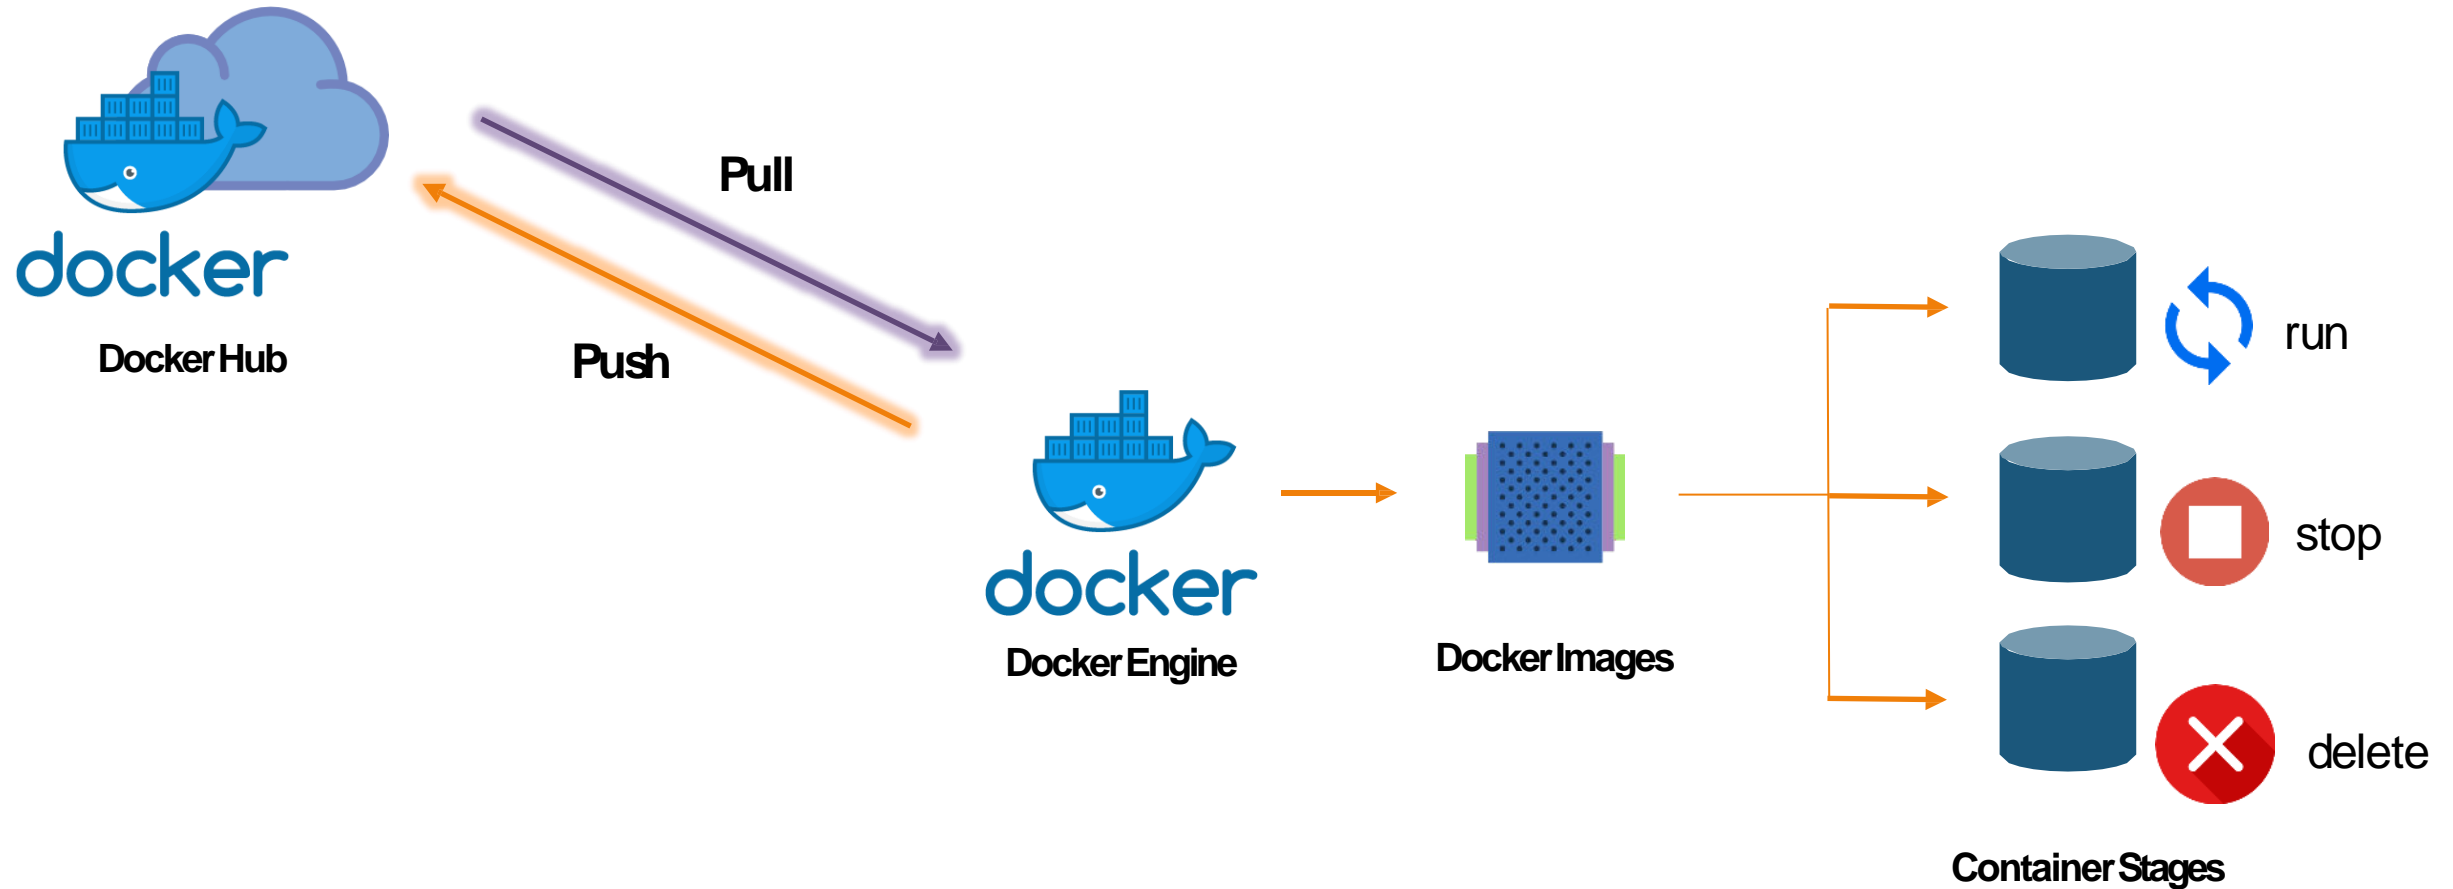 docker
Docker Hub
Pull
Push
docker
Docker Engine
Docker Images
run
stop
delete
Container Stages